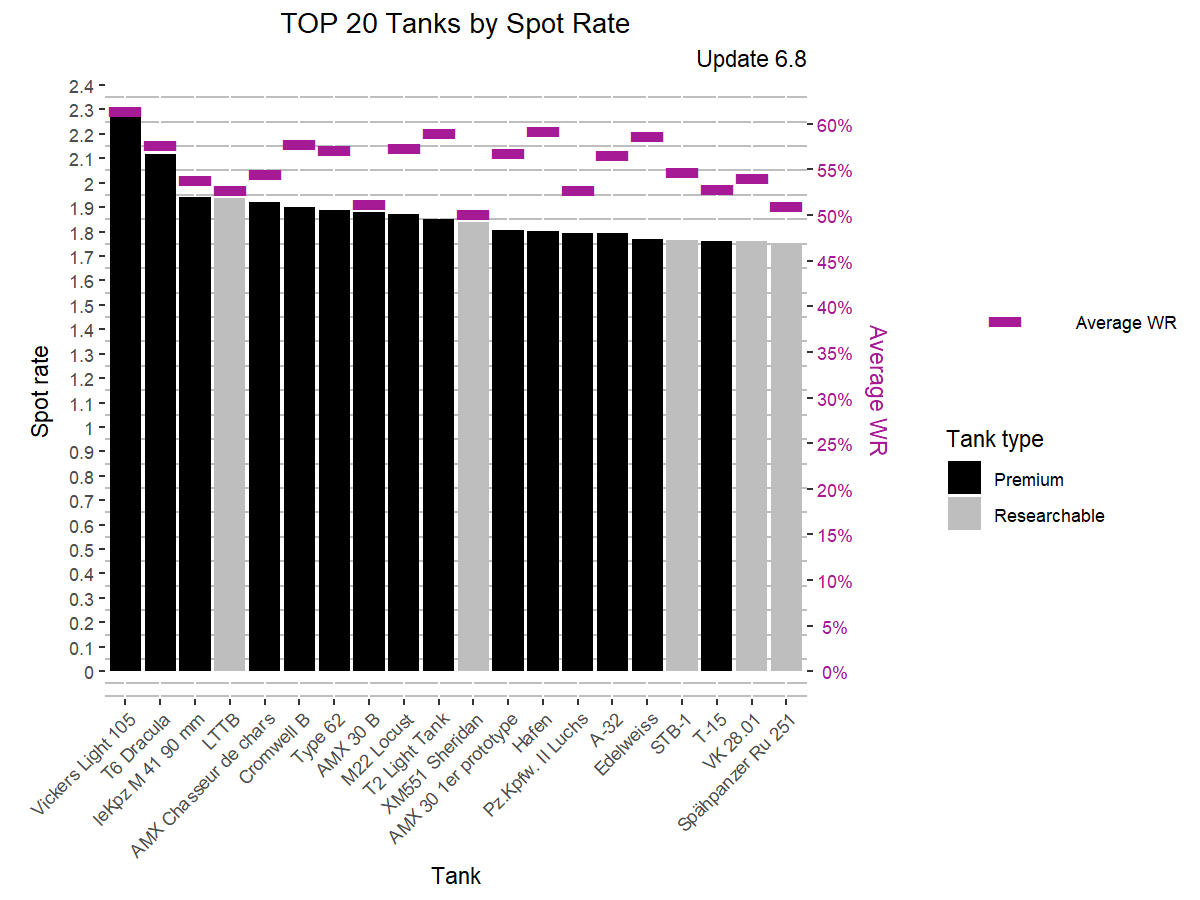 TOP 20 Tanks by Spot Rate
Update 6.8
2.4
2.3
2.2
2.1
2
1.9
1.8
1.7
1.6
1.5
1.4
1.3
1.2
1.1
1
0.9
0.8
0.7
0.6
0.5
0.4
0.3
0.2
0.1
0
Spot rate
60%
55%
50%
45%
40%
35%
30%
25%
20%
15%
10%
5%
0%
Average WR
Vickers Light 105
T6 Dracula
leKpz M 41 90 mm
LTTB
AMX Chasseur de chars
Cromwell B
Type 62
AMX 30 B
M22 Locust
T2 Light Tank
XM551 Sheridan
AMX 30 1er prototype
Hafen
Pz.Kpfw. II Luchs
A-32
Edelweiss
STB-1
T-15
VK 28.01
Spähpanzer Ru 251
Tank
Average WR
Tank type
Premium
Researchable